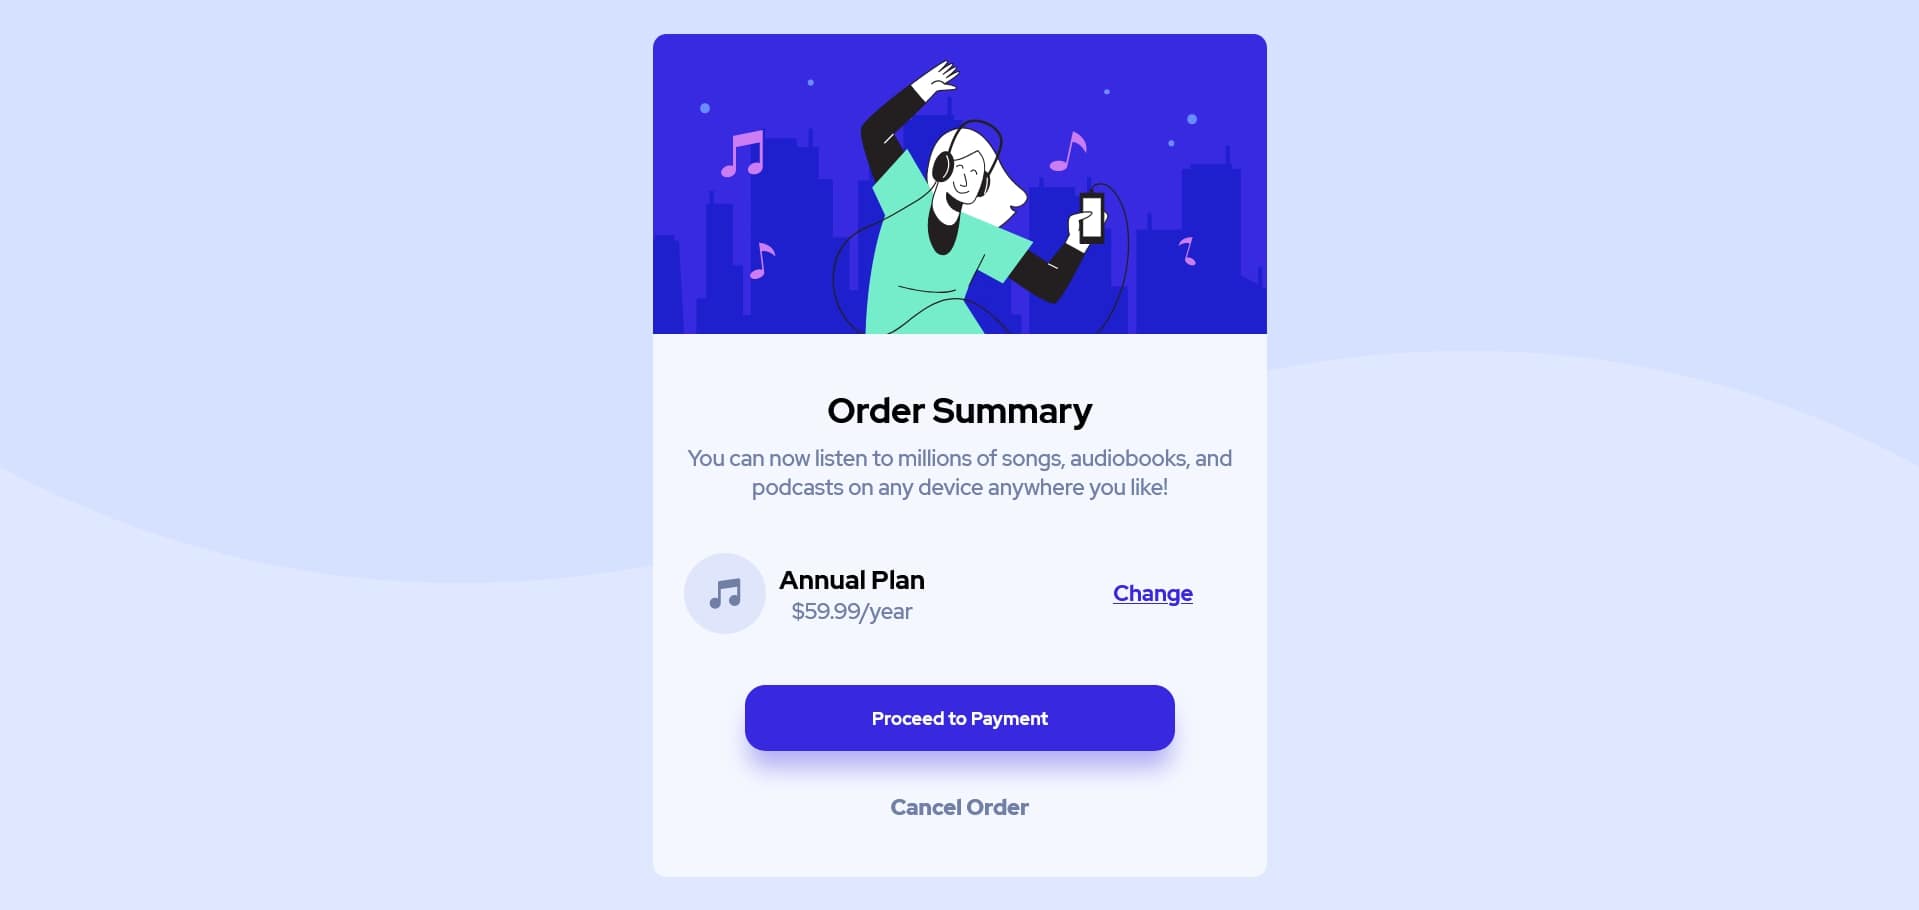 Order Summary
You can now listen to millions of songs, audiobooks, and
podcasts on any device anywhere you like!
Annual Plan
$59.99/year
Change
Proceed to Payment
Cancel Order